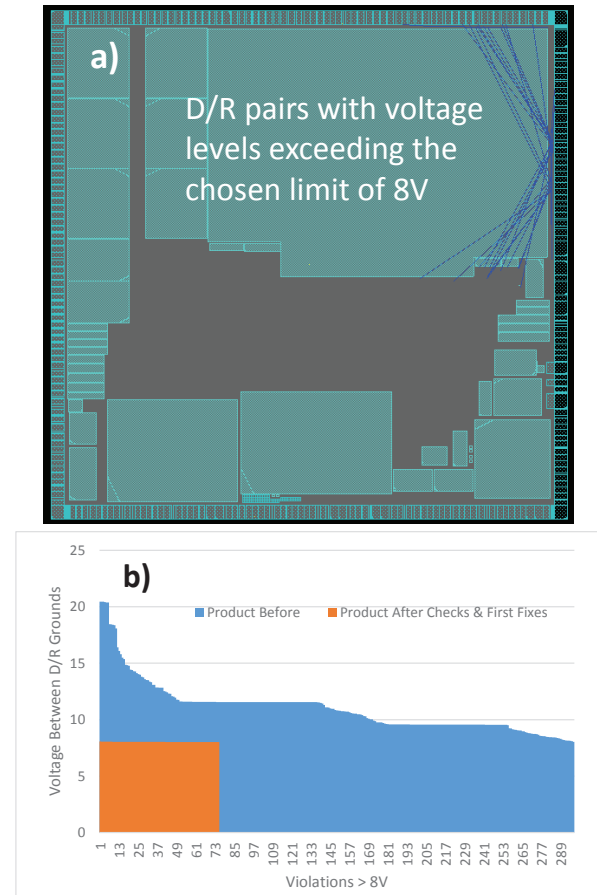 a)
D/R pairs with voltage
levels exceeding the
chosen limit of 8V
b)
25
20
15
10
5
0
Voltage Between D/R Grounds
Product Before
Product After Checks & First Fixes
1 13 25 37 49 61 73 85 97 109 121 133 145 157 169 181 193 205 217 229 241 253 265 277 289
Violations > 8V